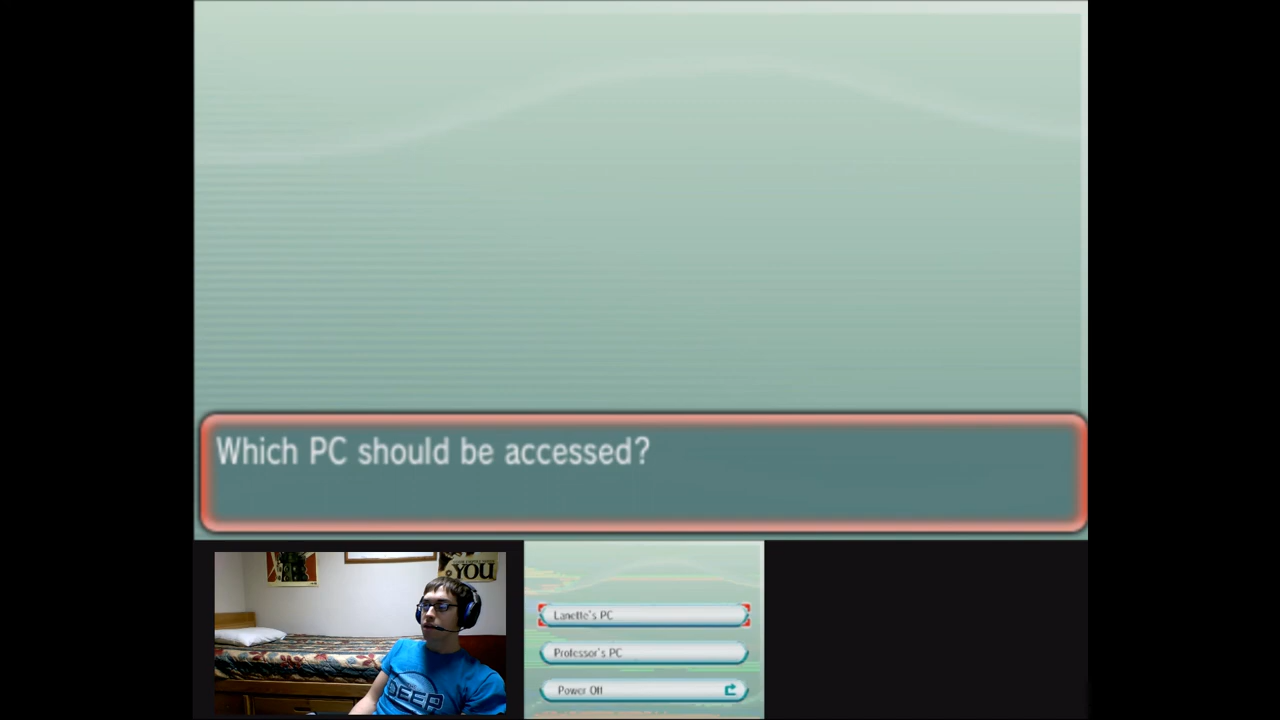 Which PC should be accessed?
YOU
DEEP
Lanette's PC
Professor's PC
Power Off